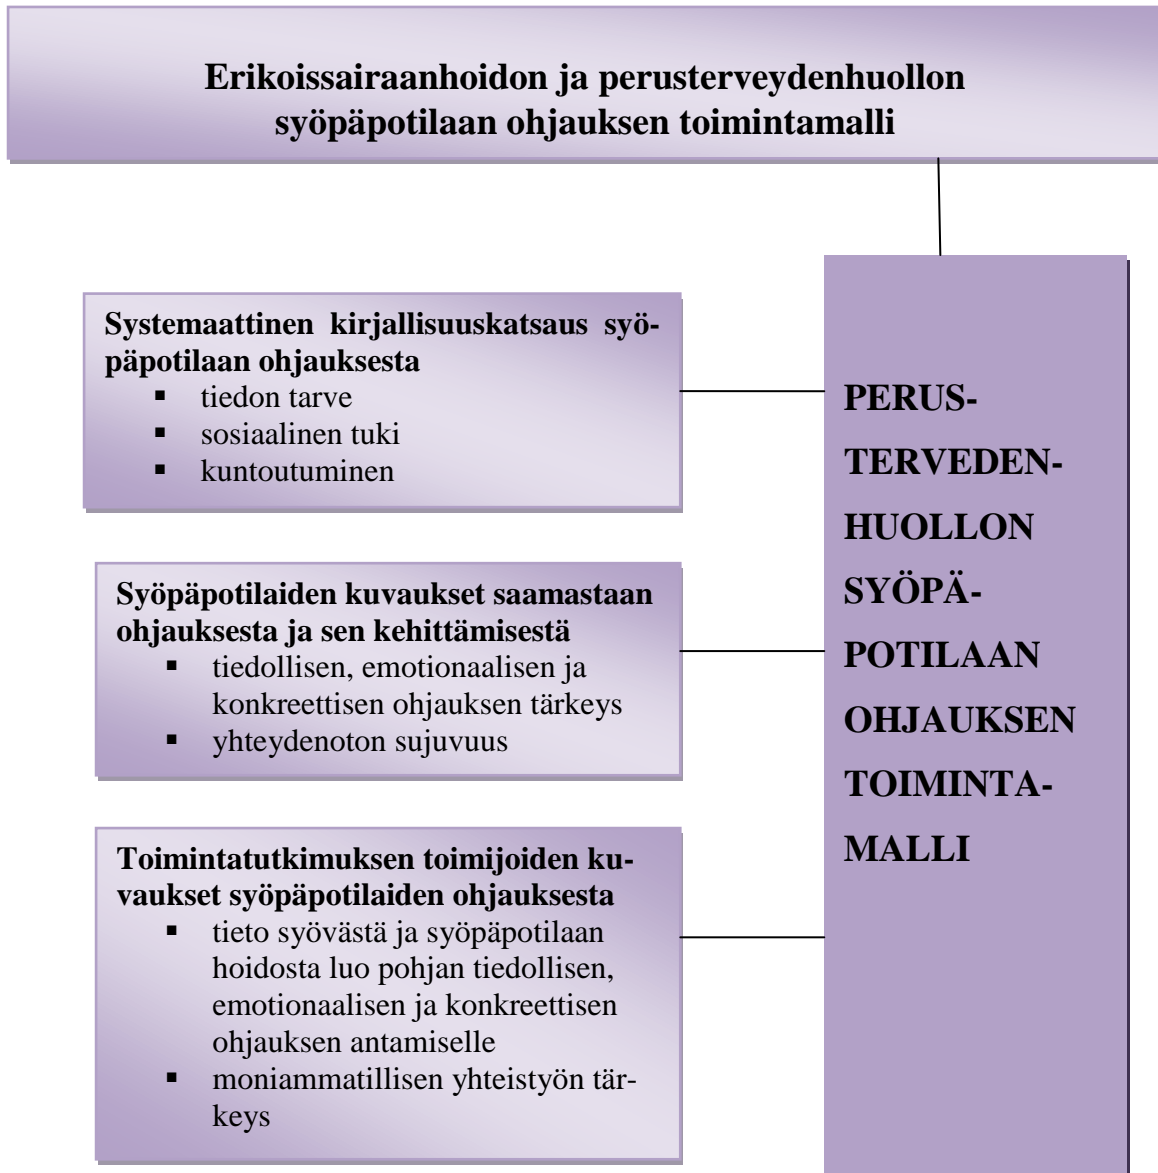 Erikoissairaanhoidon ja perusterveydenhuollon
syöpäpotilaan ohjauksen toimintamalli
Systemaattinen kirjallisuuskatsaus syö-
päpotilaan ohjauksesta
▪ tiedon tarve
▪ sosiaalinen tuki
▪ kuntoutuminen
Syöpäpotilaiden kuvaukset saamastaan
ohjauksesta ja sen kehittämisestä
▪ tiedollisen, emotionaalisen ja
konkreettisen ohjauksen tärkeys
▪ yhteydenoton sujuvuus
Toimintatutkimuksen toimijoiden ku-
vaukset syöpäpotilaiden ohjauksesta
▪ tieto syövästä ja syöpäpotilaan
hoidosta luo pohjan tiedollisen,
emotionaalisen ja konkreettisen
ohjauksen antamiselle
▪ moniammatillisen yhteistyön tär-
keys
PERUS-
TERVEDEN-
HUOLLON
SYÖPÄ-
POTILAAN
OHJAUKSEN
TOIMINTA-
MALLI